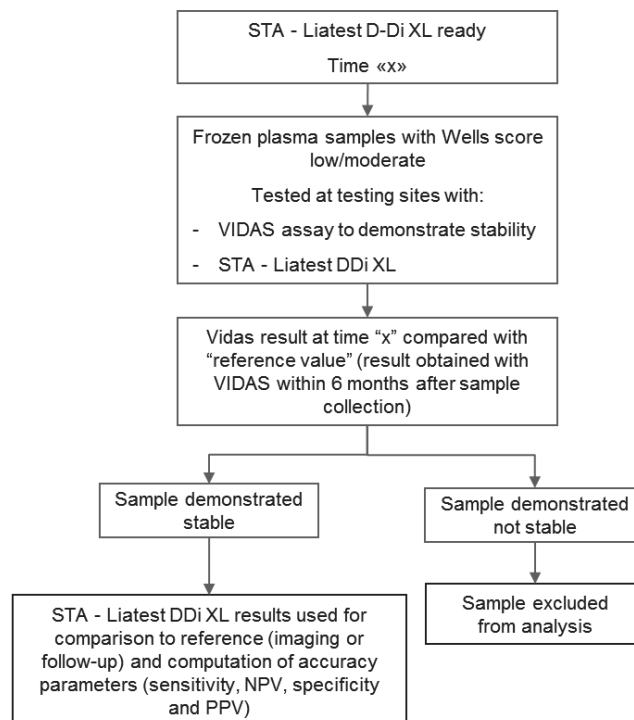 STA - Liatest D-Di XL ready
Time «x»
Frozen plasma samples with Wells score
low/moderate
Tested at testing sites with:
- VIDAS assay to demonstrate stability
- STA - Liatest DDi XL
Vidas result at time “x” compared with
“reference value” (result obtained with
VIDAS within 6 months after sample
collection)
Sample demonstrated
stable
Sample demonstrated
not stable
STA - Liatest DDi XL results used for
comparison to reference (imaging or
follow-up) and computation of accuracy
parameters (sensitivity, NPV, specificity
and PPV)
Sample excluded
from analysis